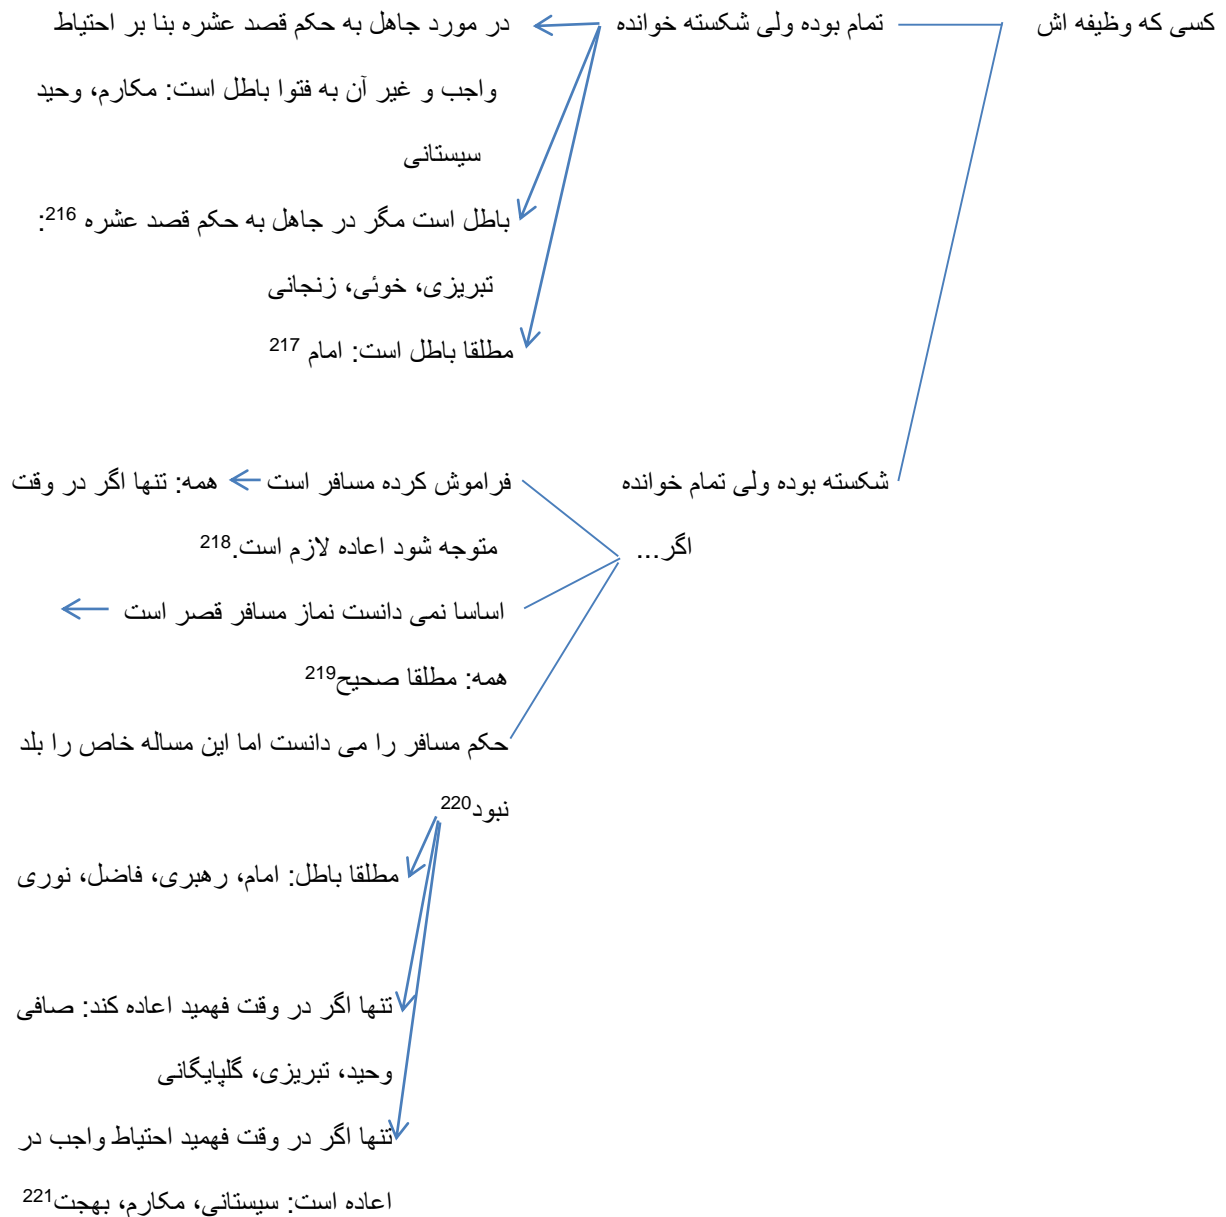 کسی که وظیفه اش تمام بوده ولی شکسته خوانده در مورد جاهل به حکم قصد عشره بنا بر احتیاط
واجب و غیر آن به فتوا باطل است: مکارم، وحید
سیستانی
باطل است مگر در جاهل به حکم قصد عشره 216:
تبریزی، خوئی، زنجانی
مطلقا باطل است: امام 217
شکسته بوده ولی تمام خوانده فراموش کرده مسافر است همه: تنها اگر در وقت
اگر... متوجه شود اعاده لازم است.218
اساسا نمی دانست نماز مسافر قصر است
همه: مطلقا صحیح219
حکم مسافر را می دانست اما این مساله خاص را بلد
نبود220
مطلقا باطل: امام، رهبری، فاضل، نوری
تنها اگر در وقت فهمید اعاده کند: صافی
وحید، تبریزی، گلپایگانی
تنها اگر در وقت فهمید احتیاط واجب در
اعاده است: سیستانی، مکارم، بهجت221